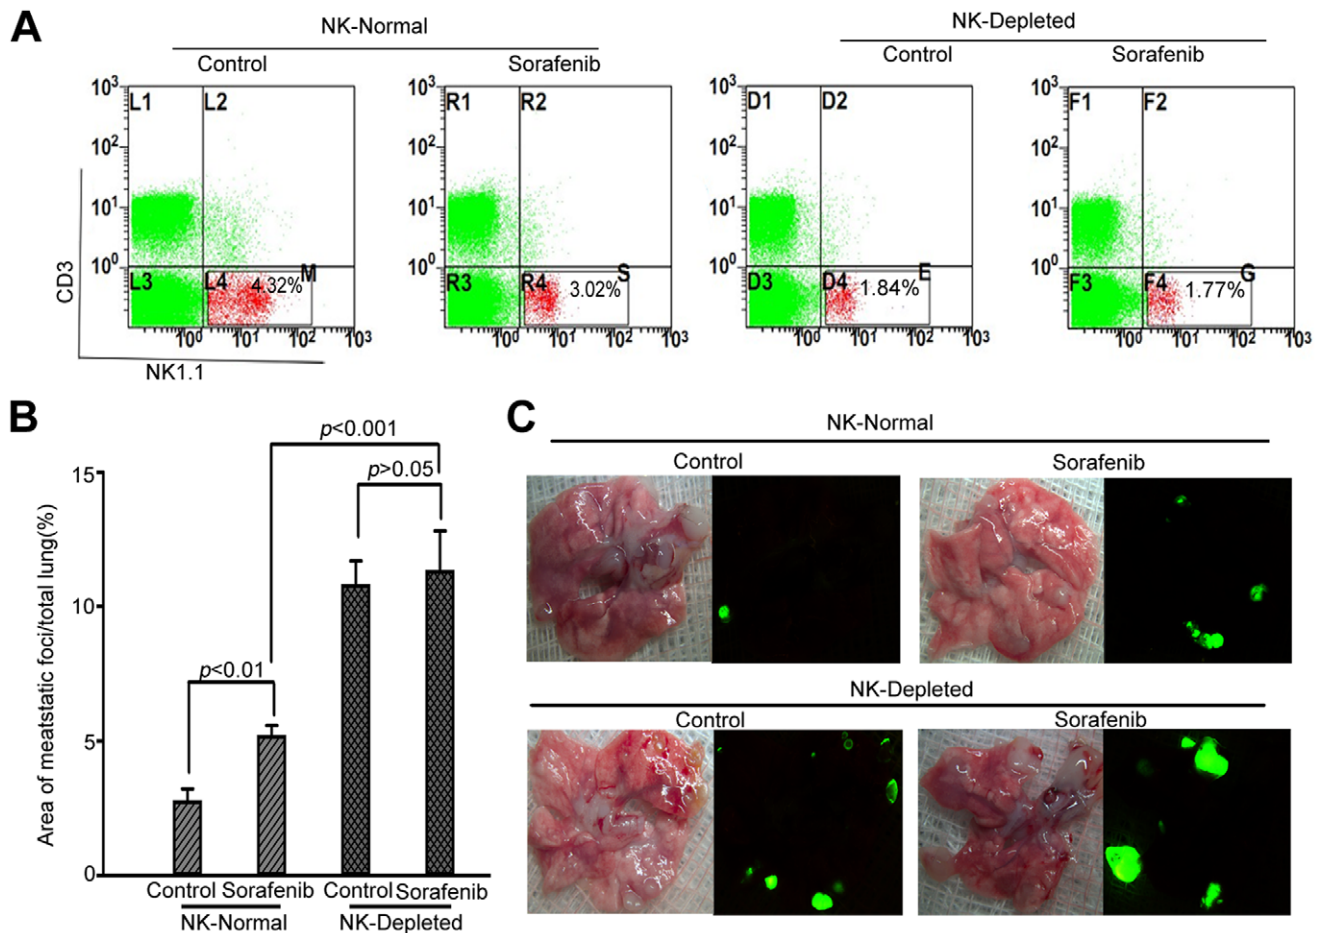 A
NK-Normal
NK-Depleted
Control
Sorafenib
Control
Sorafenib
10³
10²
10¹
10⁰
L1
L2
L3
L4
4.32%
M
10⁰
10¹
10²
10³
10³
10²
10¹
10⁰
R1
R2
R3
R4
3.02%
S
10⁰
10¹
10²
10³
10³
10²
10¹
10⁰
D1
D2
D3
D4
1.84%
E
10⁰
10¹
10²
10³
10³
10²
10¹
10⁰
F1
F2
F3
F4
1.77%
G
10⁰
10¹
10²
10³
CD3
NK1.1
B
Area of meatstatic foci/total lung(%)
15
10
5
0
p<0.001
p>0.05
p<0.01
Control Sorafenib
Control Sorafenib
NK-Normal
NK-Depleted
C
NK-Normal
Control
Sorafenib
NK-Depleted
Control
Sorafenib